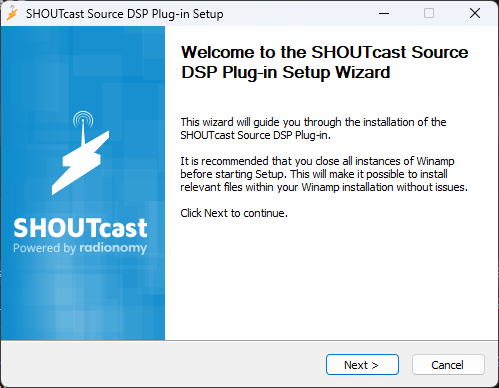 SHOUTcast Source DSP Plug-in Setup
Welcome to the SHOUTcast Source
DSP Plug-in Setup Wizard
This wizard will guide you through the installation of the
SHOUTcast Source DSP Plug-in.
It is recommended that you close all instances of Winamp
before starting Setup. This will make it possible to install
relevant files within your Winamp installation without issues.
Click Next to continue.
SHOUTcast
Powered by radionomy
Next >
Cancel